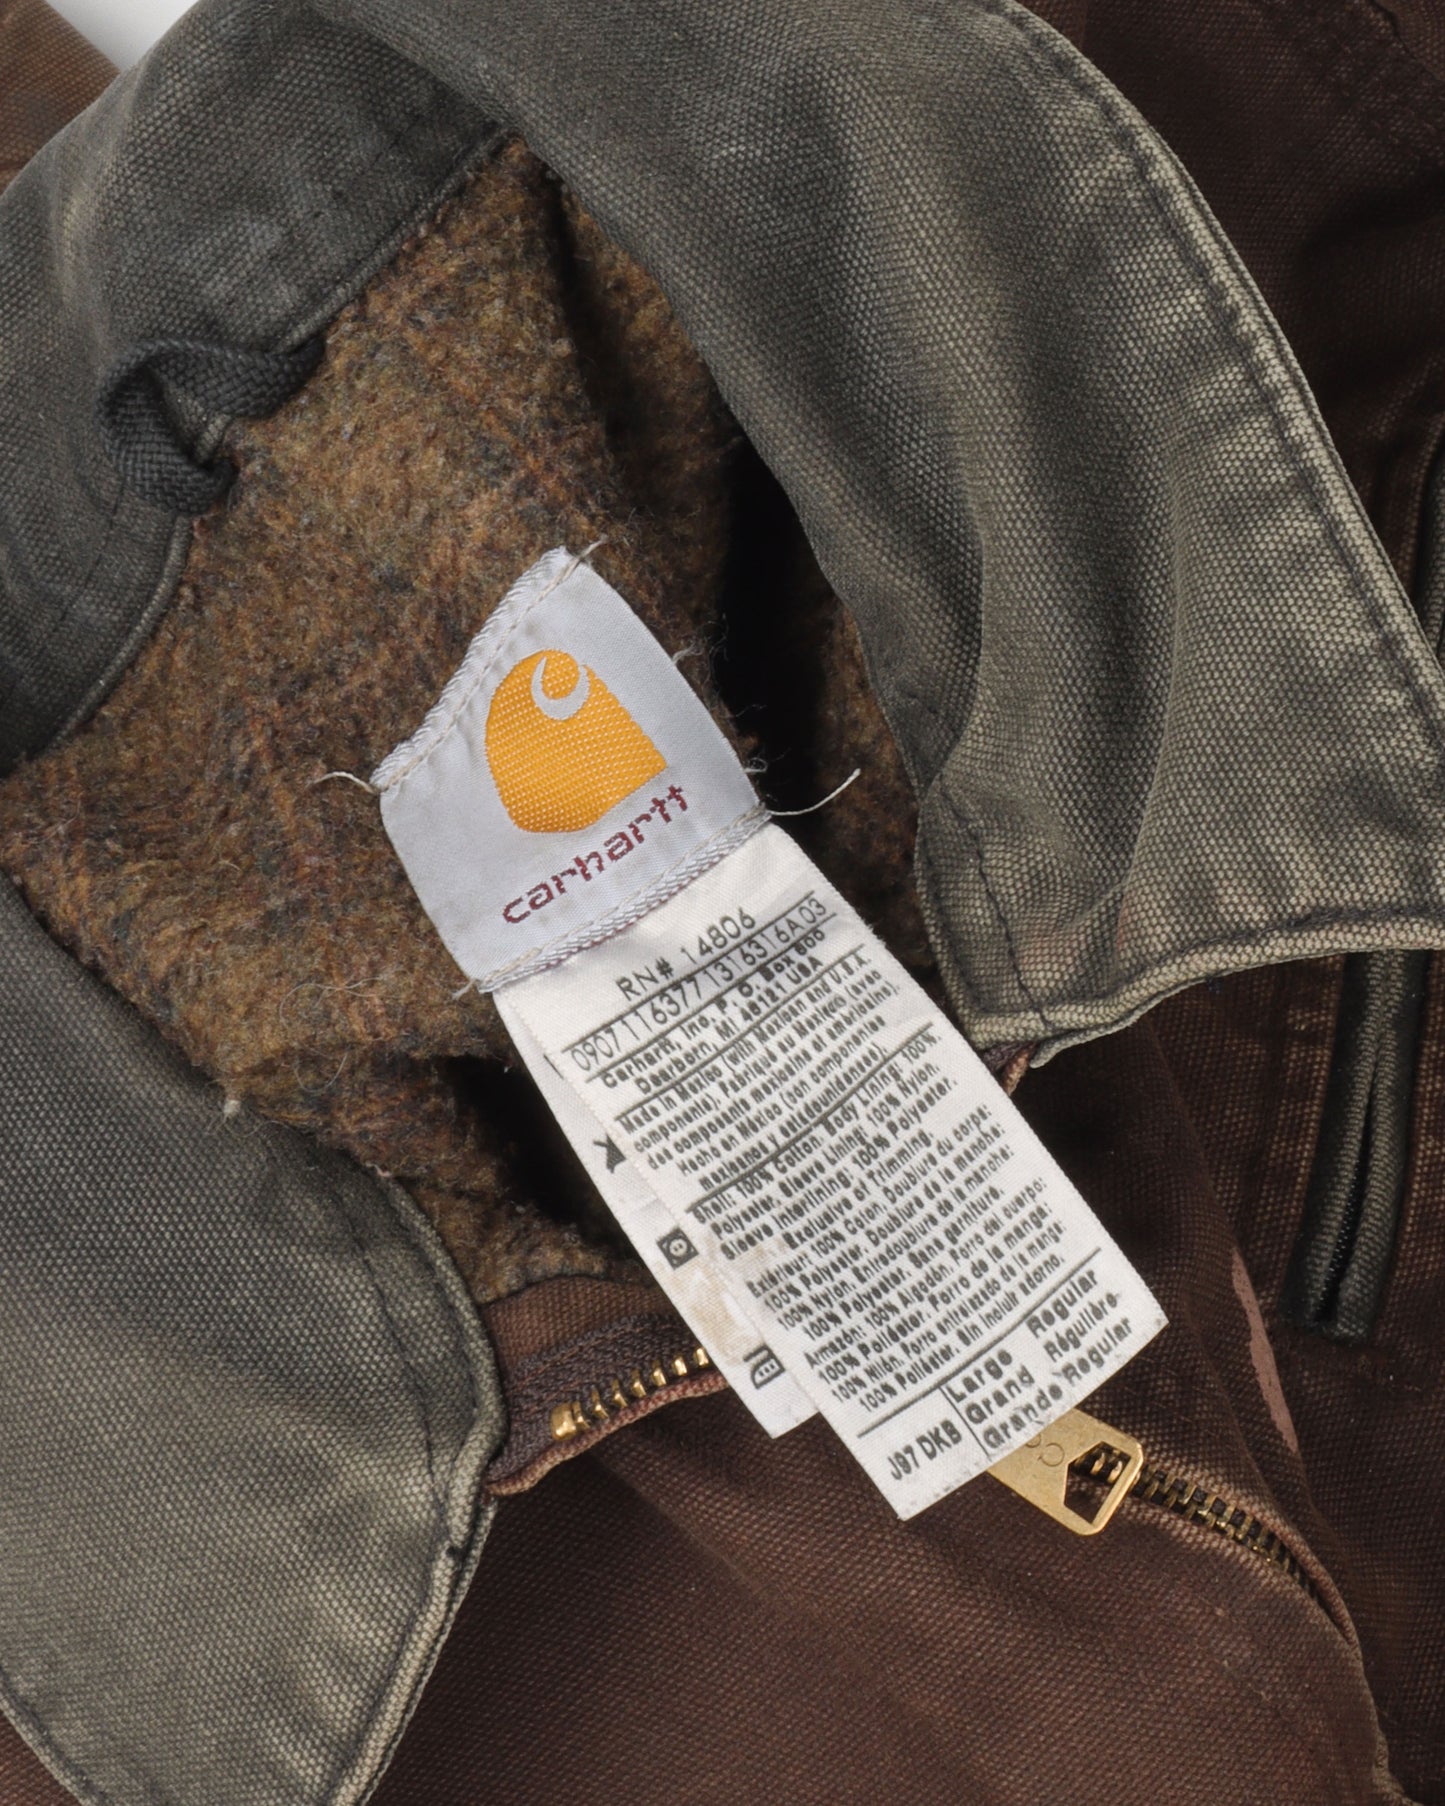 carhartt
RN# 14806
0907116377131631 6A 03
Carhartt, Inc. P. O. Box 600
Dearborn, MI 48121 USA
Made in Mexico (with Mexican and U.S.
components). Fabriqué au Mexique (avec
des composants mexicains et américains).
Hecho en México (con componentes
mexicanos y estadounidenses).
Shell: 100% Cotton. Body Lining: 100%
Polyester. Sleeve Lining: 100% Nylon.
Sleeve Interlining: 100% Polyester.
Exclusive of Trimming.
Extérieur: 100% Coton. Doublure du corps:
100% Polyester. Doublure de la manche:
100% Nylon. Entredoublure de la manche:
100% Polyester. Sans garniture.
Armazón: 100% Algodón. Forro del cuerpo:
100% Poliéster. Forro de la manga:
100% Nilón. Forro entrelazado de la manga:
100% Poliéster. Sin incluir adorno.
J97 DKB
Large Regular
Grand Régulière-
Grande Regular